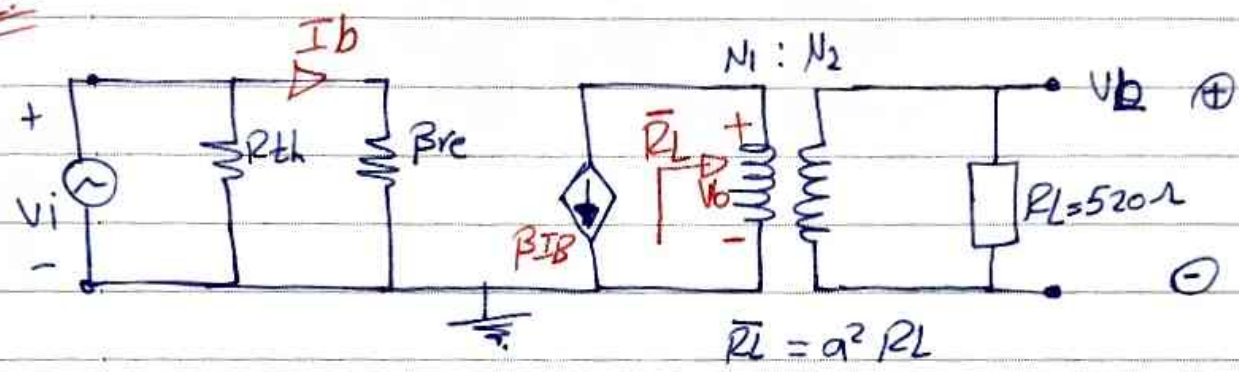 Ib
N1 : N2
+
Rth
βre
R̅L
+
Vo
⊕
Vi
Vo
RL=520Ω
-
βIB
-
⊖
R̅L = a² RL